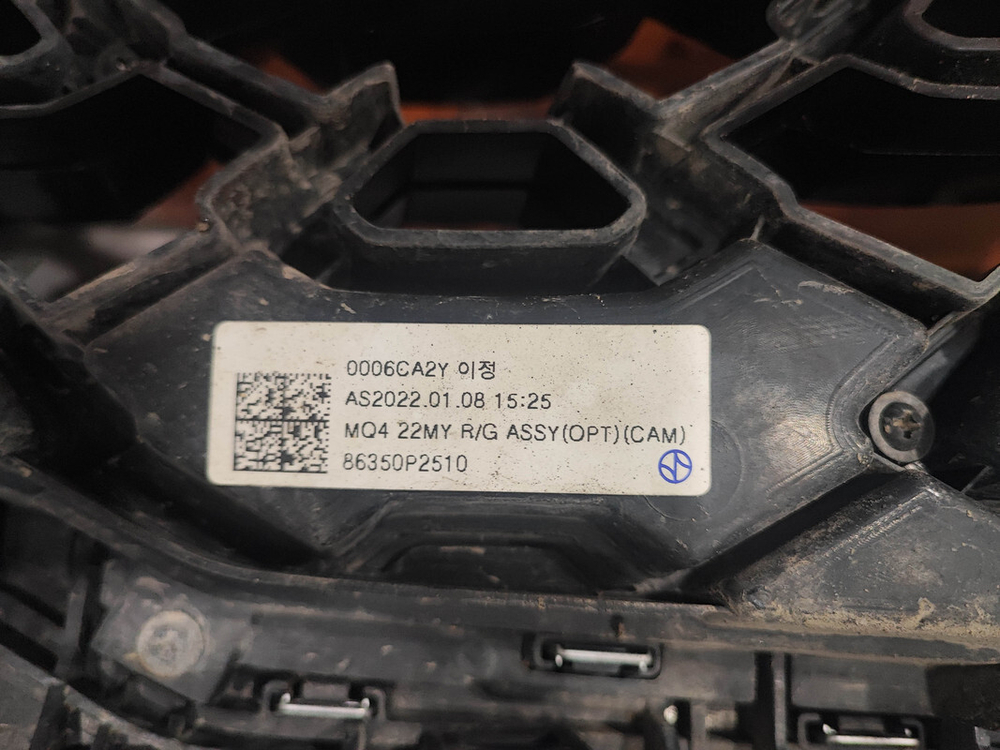 0006CA2Y 이정
AS2022.01.08 15:25
MQ4 22MY R/G ASSY(OPT)(CAM)
86350P2510